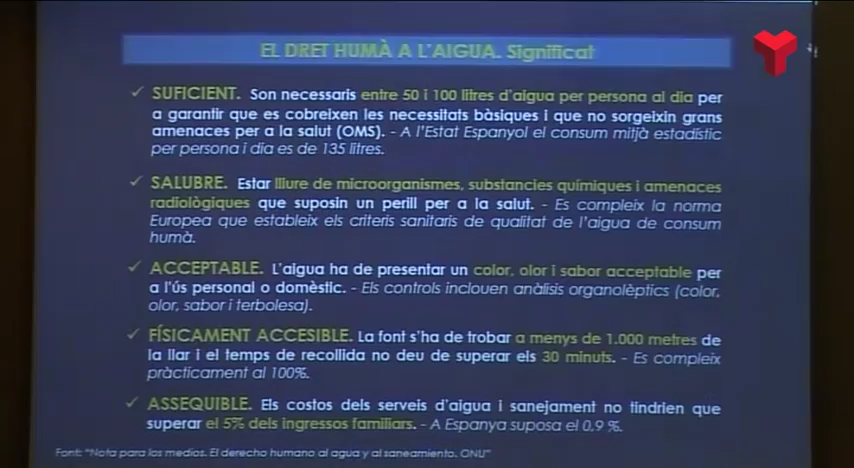 EL DRET HUMÀ A L'AIGUA. Significat
✓ SUFICIENT. Son necessaris entre 50 i 100 litres d'aigua per persona al dia per
a garantir que es cobreixen les necessitats bàsiques i que no sorgeixin grans
amenaces per a la salut (OMS). - A l'Estat Espanyol el consum mitjà estadístic
per persona i dia es de 135 litres.
✓ SALUBRE. Estar lliure de microorganismes, substancies químiques i amenaces
radiològiques que suposin un perill per a la salut. - Es compleix la norma
Europea que estableix els criteris sanitaris de qualitat de l'aigua de consum
humà.
✓ ACCEPTABLE. L'aigua ha de presentar un color, olor i sabor acceptable per
a l'ús personal o domèstic. - Els controls inclouen anàlisis organolèptics (color,
olor, sabor i terbolesa).
✓ FÍSICAMENT ACCESIBLE. La font s'ha de trobar a menys de 1.000 metres de
la llar i el temps de recollida no deu de superar els 30 minuts. - Es compleix
pràcticament al 100%.
✓ ASSEQUIBLE. Els costos dels serveis d'aigua i sanejament no tindrien que
superar el 5% dels ingressos familiars. - A Espanya suposa el 0,9 %.
Font: "Nota para los medios. El derecho humano al agua y al saneamiento. ONU"